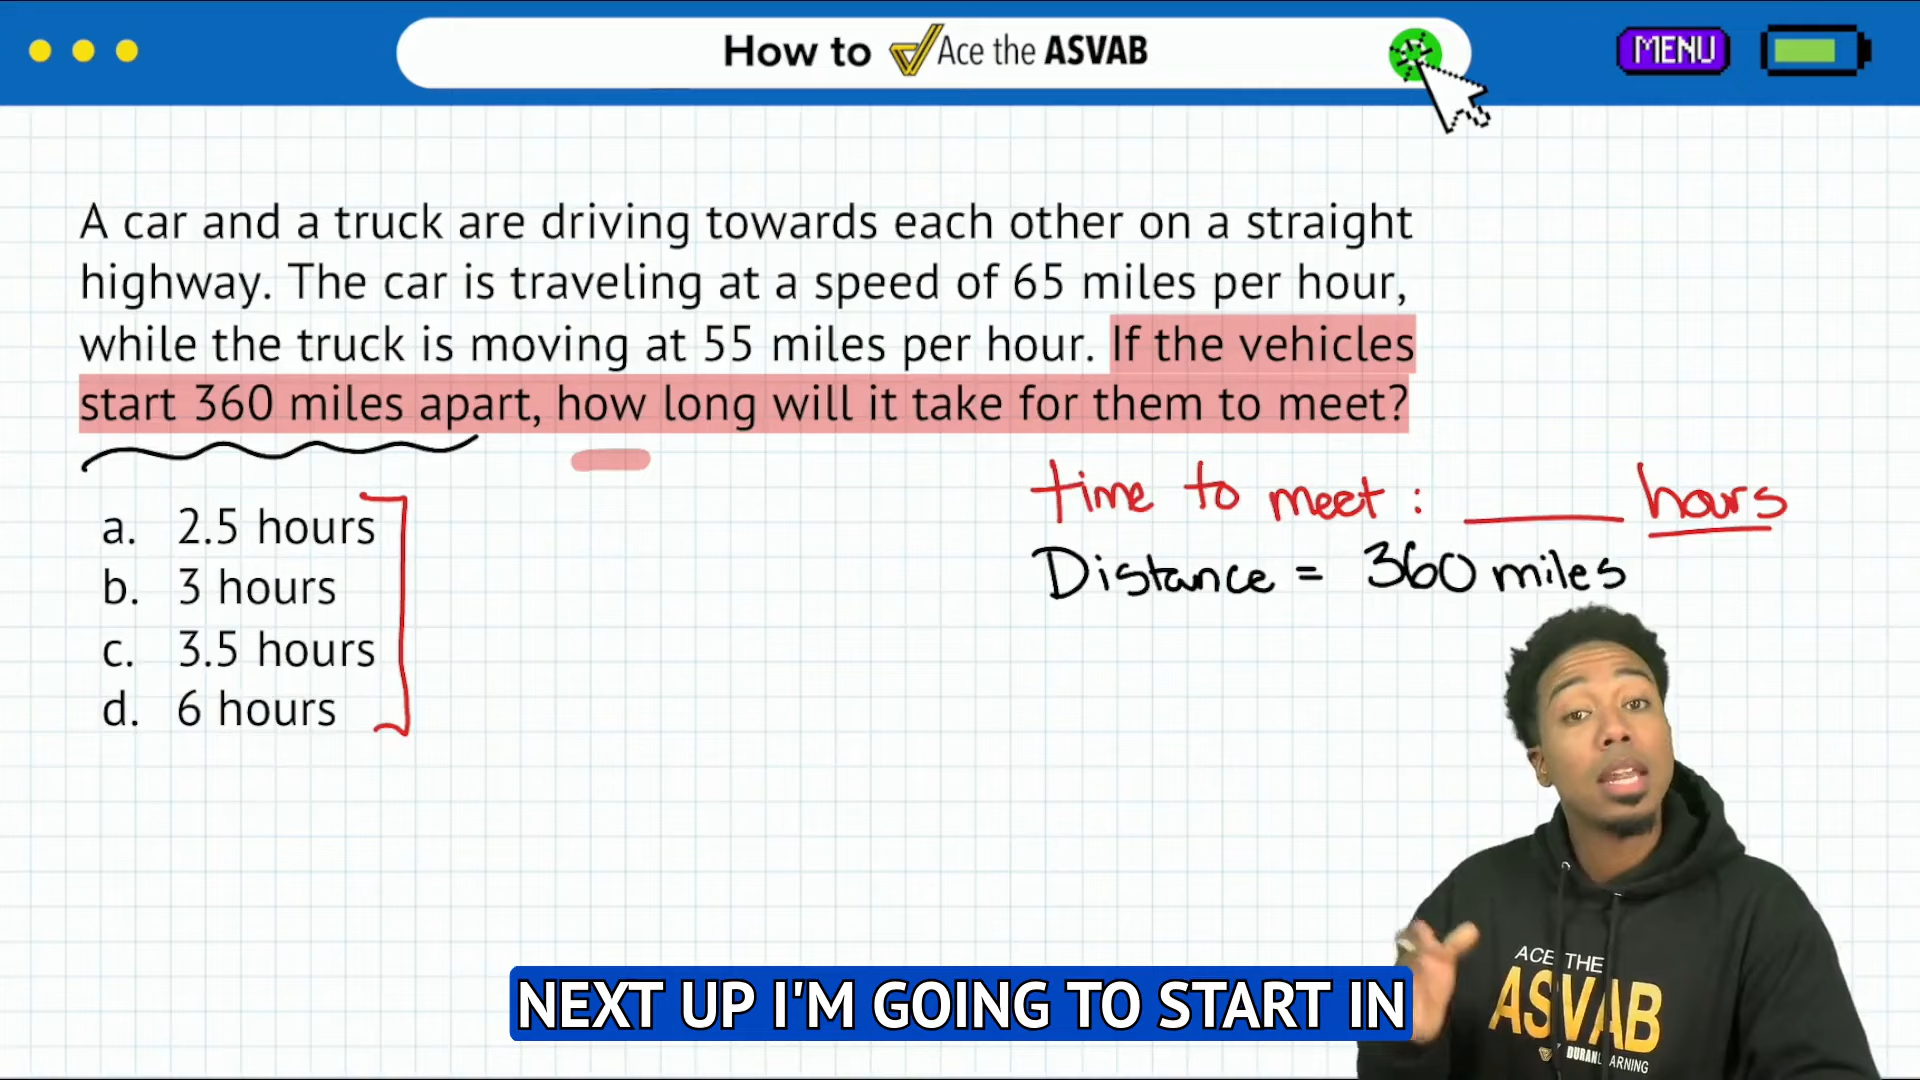 How to Ace the ASVAB
MENU
A car and a truck are driving towards each other on a straight
highway. The car is traveling at a speed of 65 miles per hour,
while the truck is moving at 55 miles per hour. If the vehicles
start 360 miles apart, how long will it take for them to meet?
time to meet: ____ hours
Distance = 360 miles
a. 2.5 hours
b. 3 hours
c. 3.5 hours
d. 6 hours
ACE THE
ASVAB
NEXT UP I'M GOING TO START IN